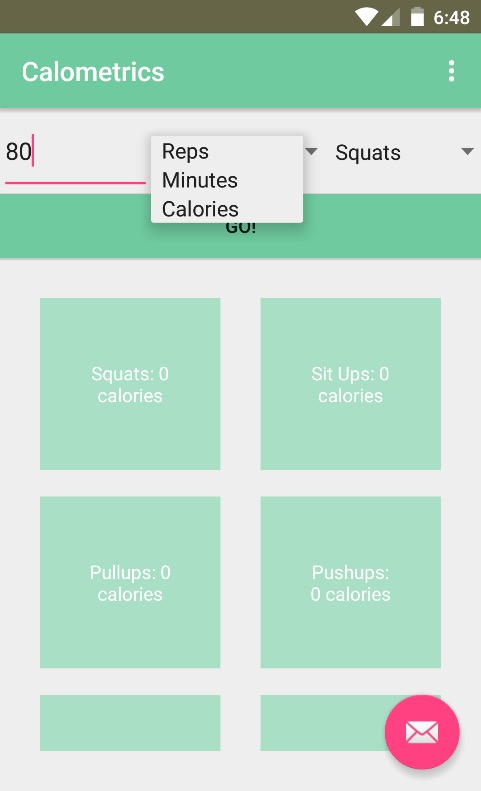 6:48
Calometrics
80
Reps
Minutes
Calories
Squats
GO!
Squats: 0
calories
Sit Ups: 0
calories
Pullups: 0
calories
Pushups:
0 calories